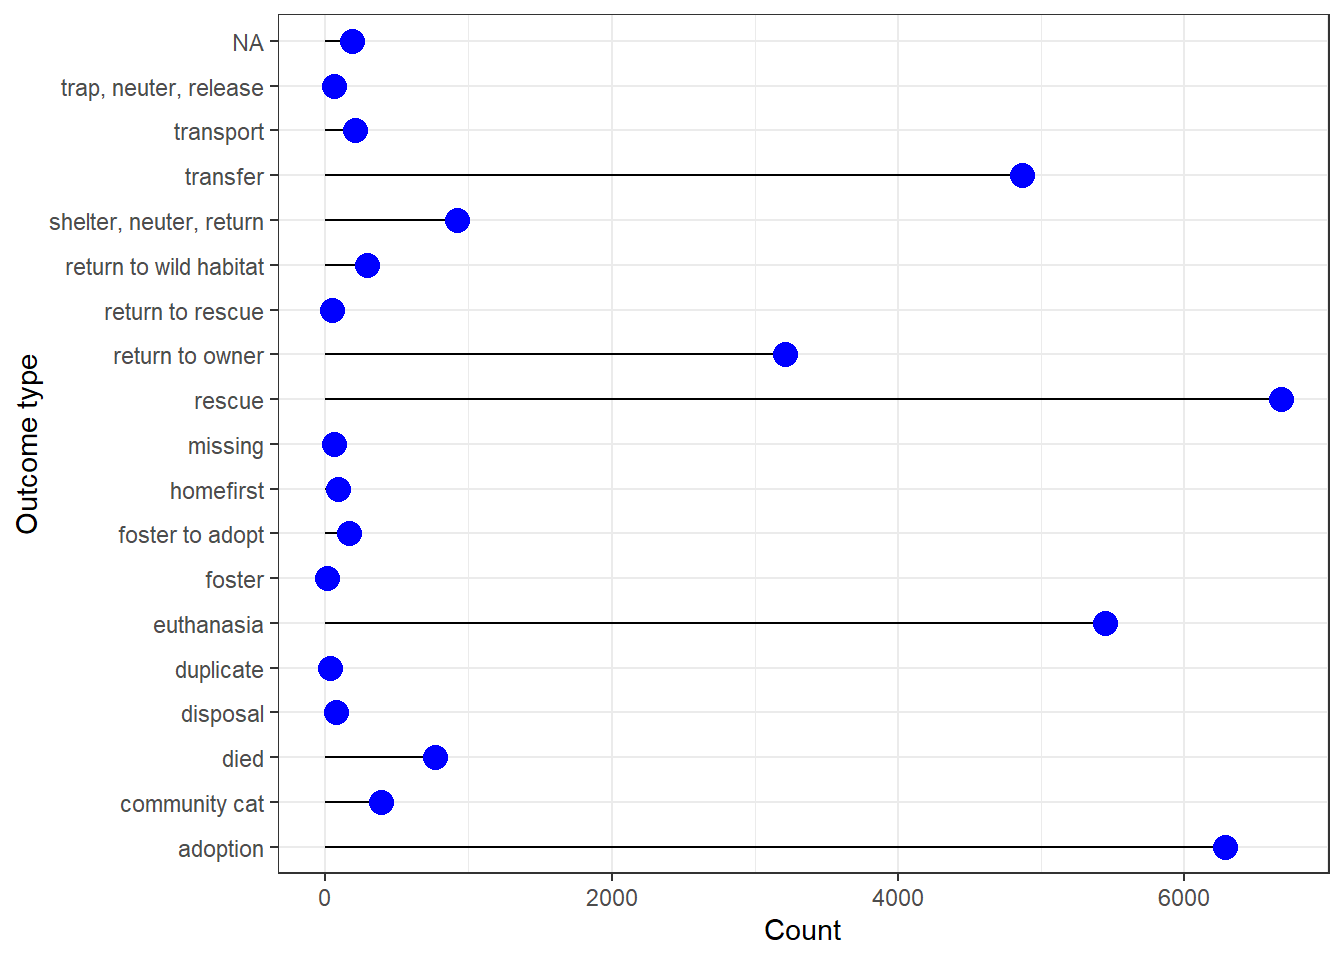 NA
trap, neuter, release
transport
transfer
shelter, neuter, return
return to wild habitat
return to rescue
return to owner
rescue
missing
homefirst
foster to adopt
foster
euthanasia
duplicate
disposal
died
community cat
adoption
Outcome type
0 2000 4000 6000
Count